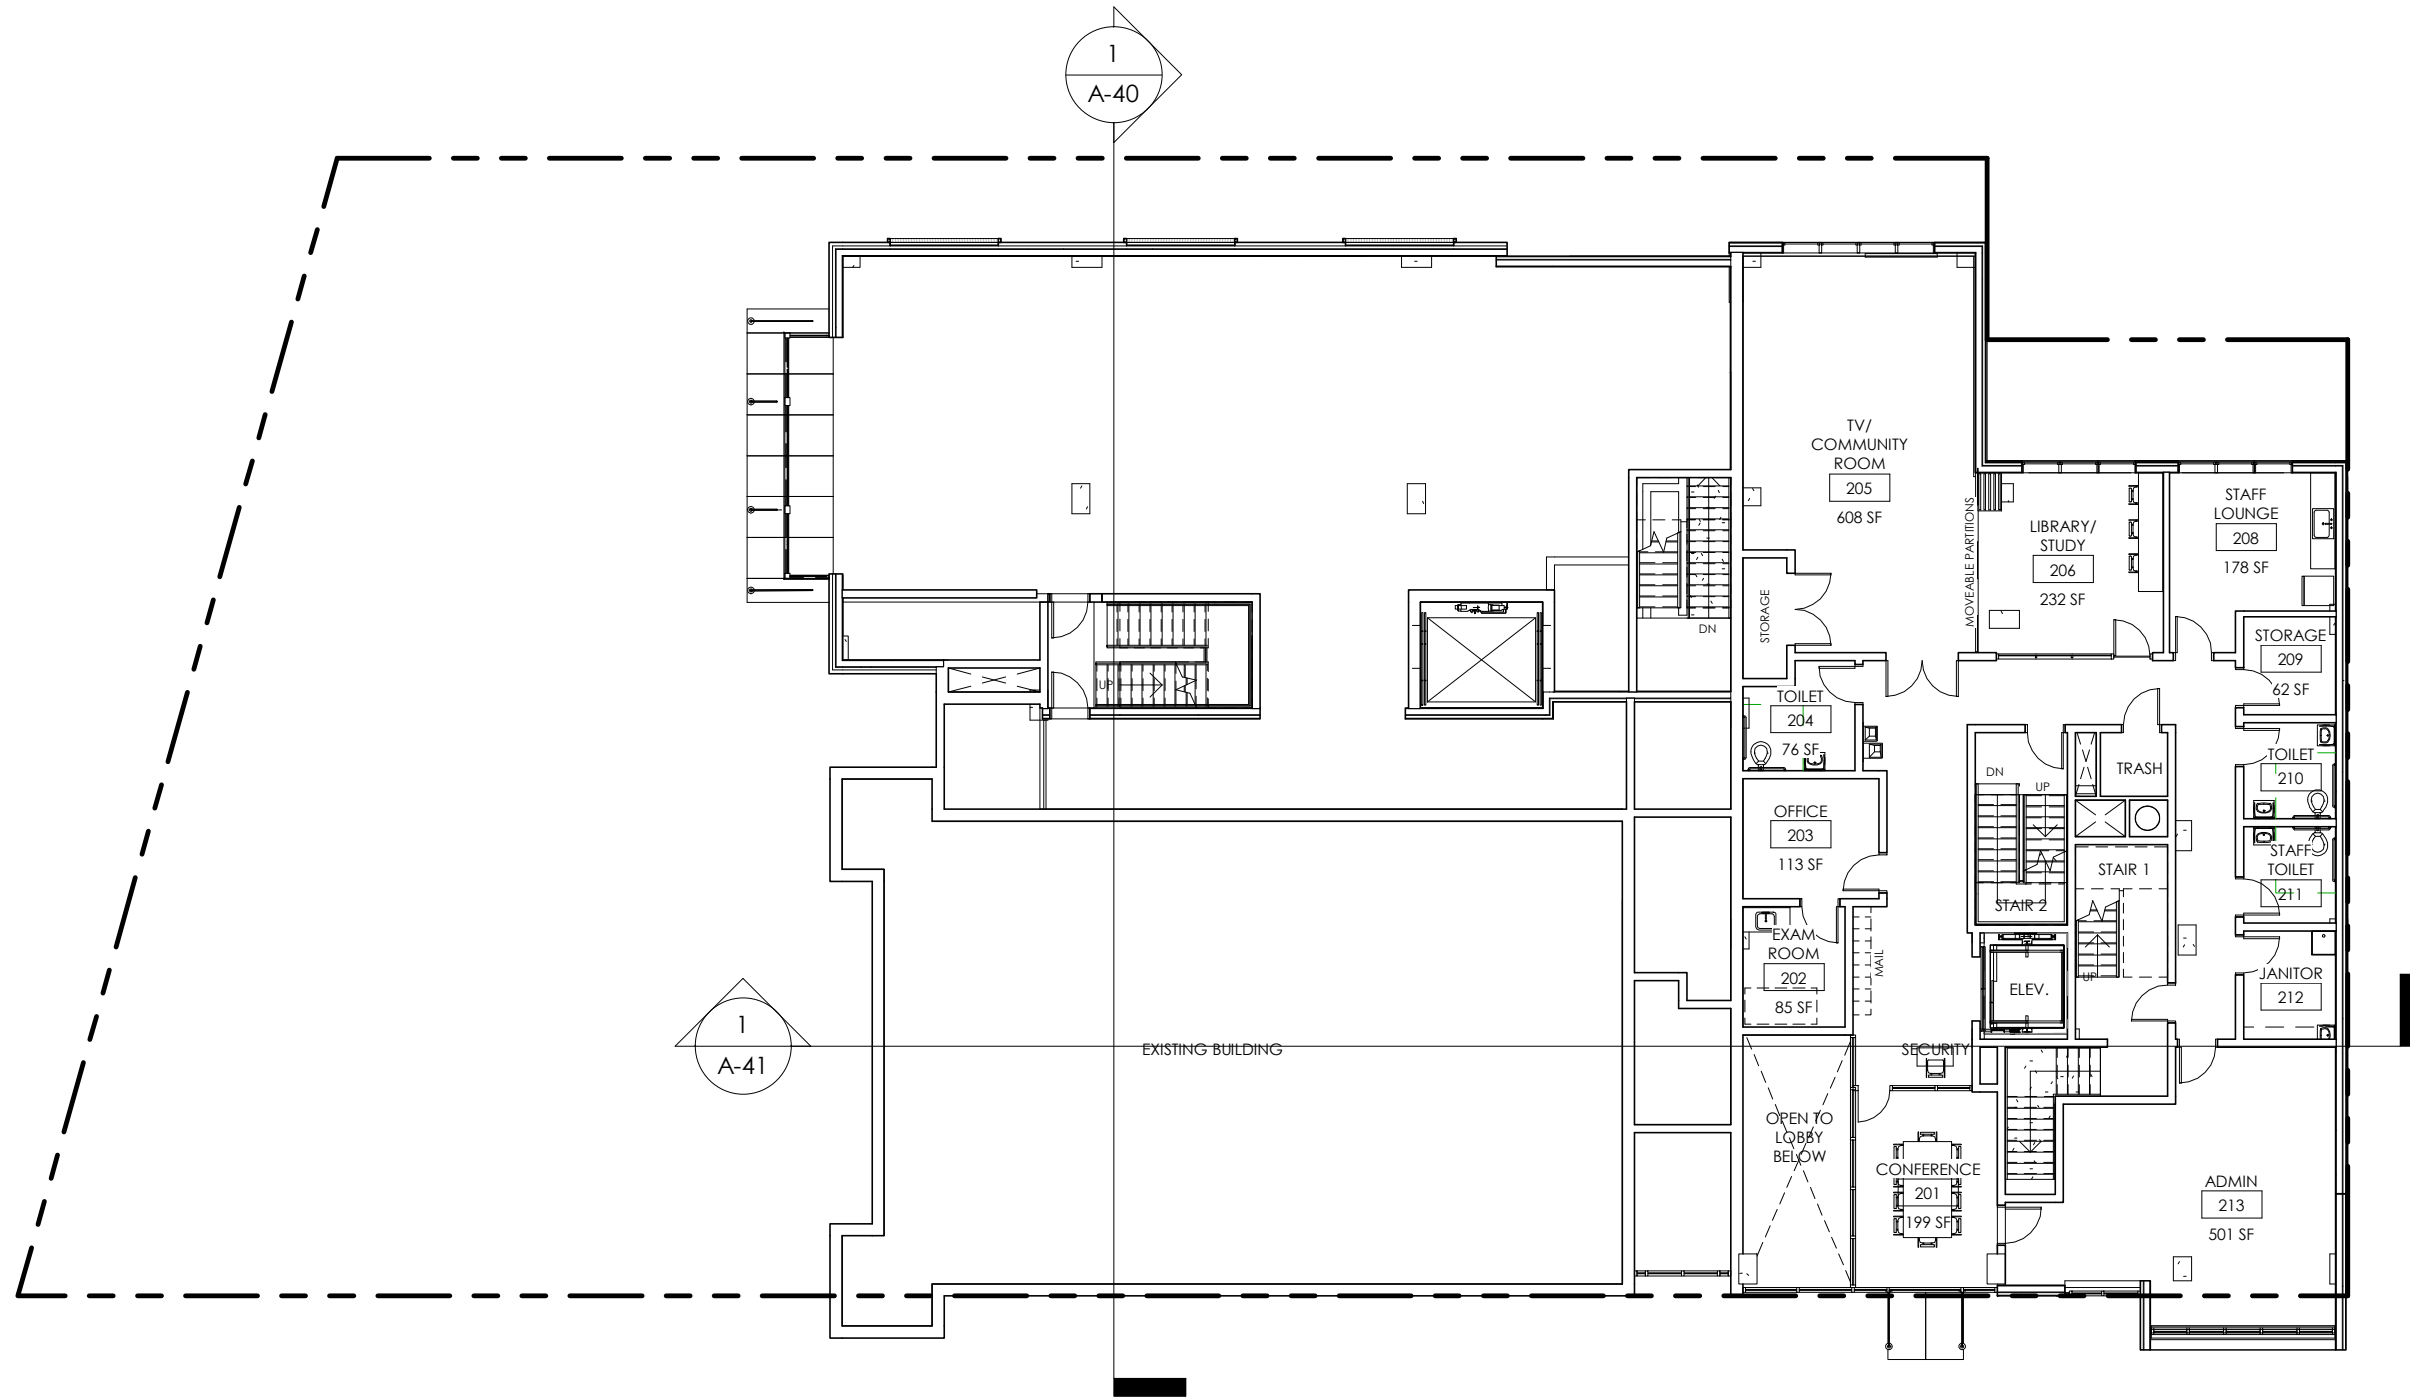 1
A-40
TV/
COMMUNITY
ROOM
205
608 SF
MOVEABLE PARTITIONS
LIBRARY/
STUDY
206
232 SF
STAFF
LOUNGE
208
178 SF
STORAGE
DN
STORAGE
209
62 SF
UP
TOILET
204
76 SF
DN
UP
TRASH
TOILET
210
OFFICE
203
113 SF
STAIR 1
STAFF
TOILET
211
STAIR 2
EXAM
ROOM
202
85 SF
MAIL
UP
ELEV.
JANITOR
212
1
A-41
EXISTING BUILDING
SECURITY
OPEN TO
LOBBY
BELOW
CONFERENCE
201
199 SF
ADMIN
213
501 SF